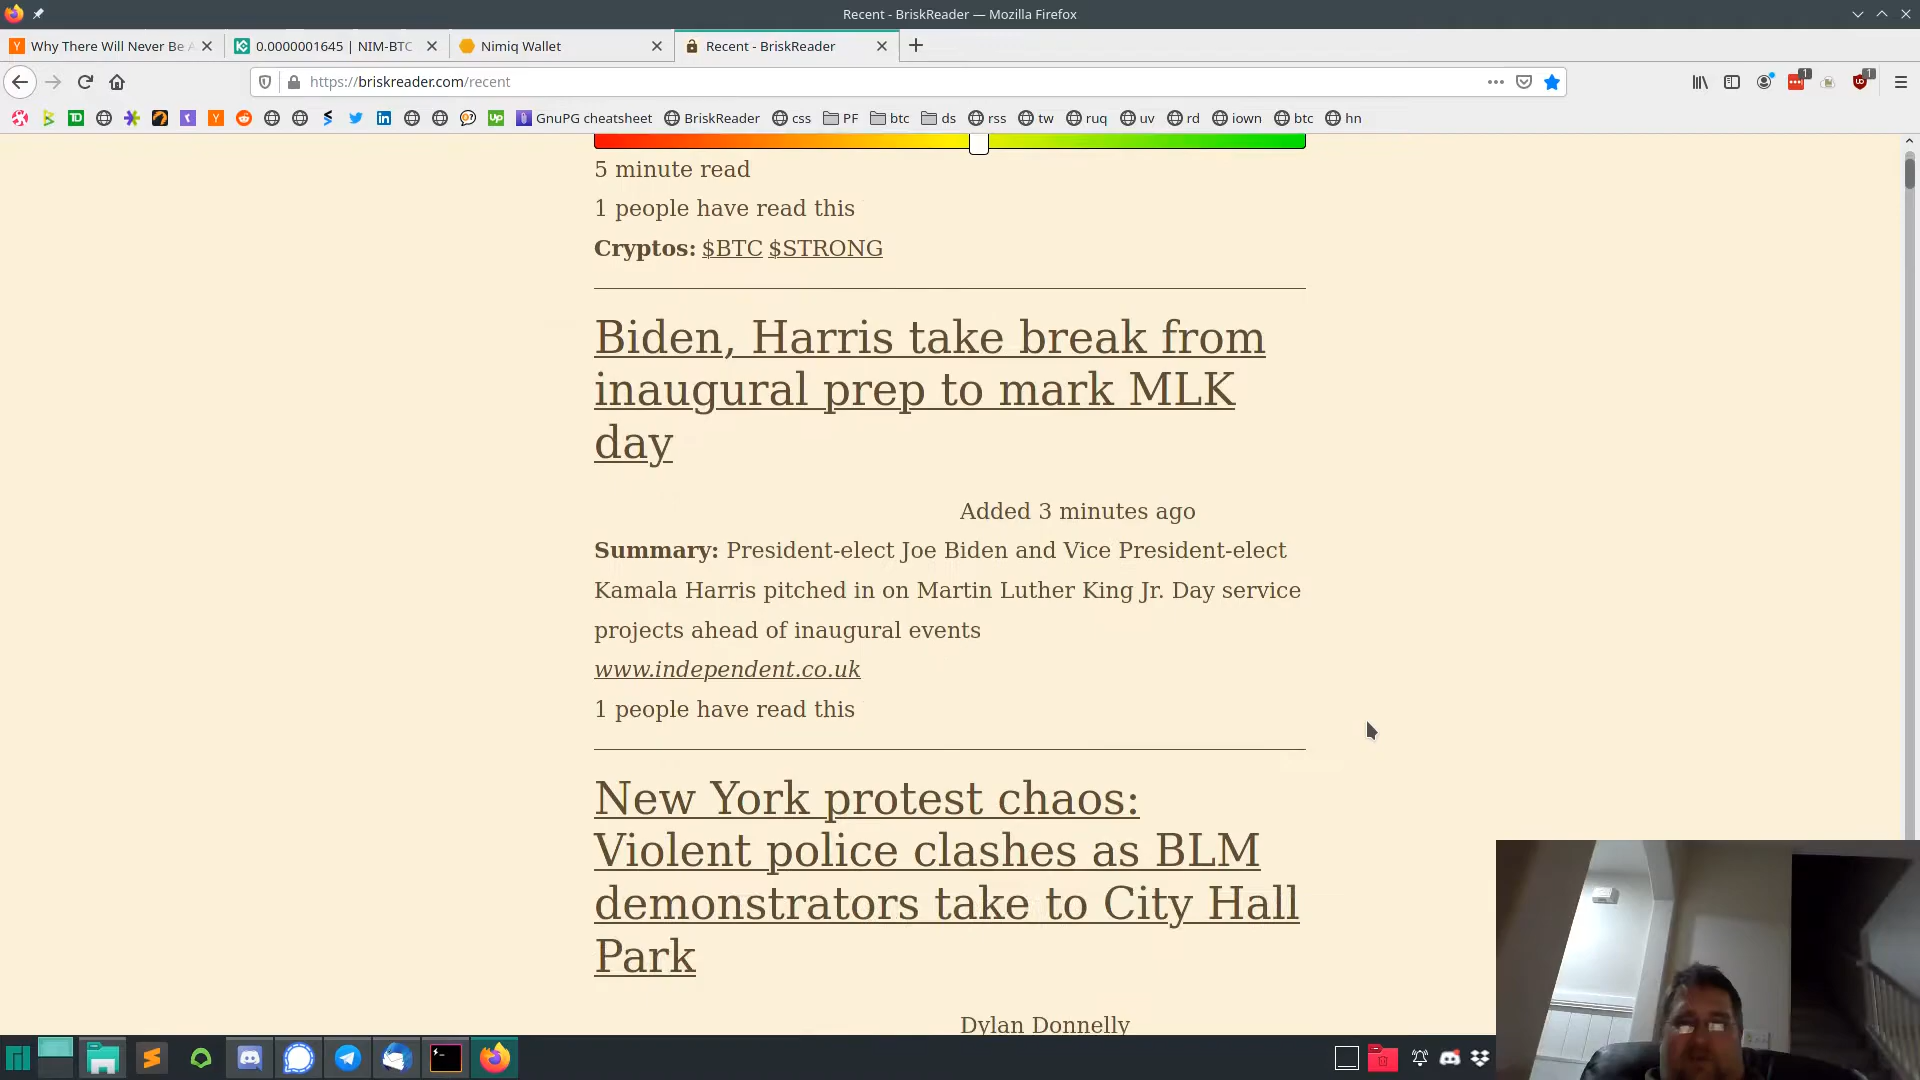 Recent - BriskReader — Mozilla Firefox
Why There Will Never Be A
0.0000001645 | NIM-BTC
Nimiq Wallet
Recent - BriskReader
https://briskreader.com/recent
GnuPG cheatsheet
BriskReader
css
PF
btc
ds
rss
tw
ruq
uv
rd
iown
btc
hn
5 minute read
1 people have read this
Cryptos: $BTC $STRONG
Biden, Harris take break from
inaugural prep to mark MLK
day
Added 3 minutes ago
Summary: President-elect Joe Biden and Vice President-elect
Kamala Harris pitched in on Martin Luther King Jr. Day service
projects ahead of inaugural events
www.independent.co.uk
1 people have read this
New York protest chaos:
Violent police clashes as BLM
demonstrators take to City Hall
Park
Dylan Donnelly